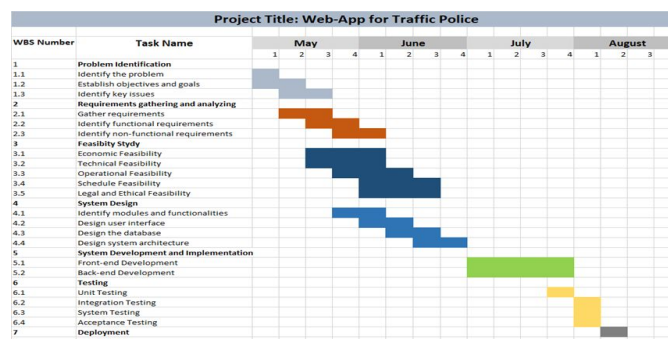 Project Title: Web-App for Traffic Police
WBS Number Task Name May June July August
1 2 3 4 1 2 3 4 1 2 3 4 1 2 3
1 Problem Identification
1.1 Identify the problem
1.2 Establish objectives and goals
1.3 Identify key issues
2 Requirements gathering and analyzing
2.1 Gather requirements
2.2 Identify functional requirements
2.3 Identify non-functional requirements
3 Feasibity Stydy
3.1 Economic Feasibility
3.2 Technical Feasibility
3.3 Operational Feasibility
3.4 Schedule Feasibility
3.5 Legal and Ethical Feasibility
4 System Design
4.1 Identify modules and functionalities
4.2 Design user interface
4.3 Design the database
4.4 Design system architecture
5 System Development and Implementation
5.1 Front-end Development
5.2 Back-end Development
6 Testing
6.1 Unit Testing
6.2 Integration Testing
6.3 System Testing
6.4 Acceptance Testing
7 Deployment